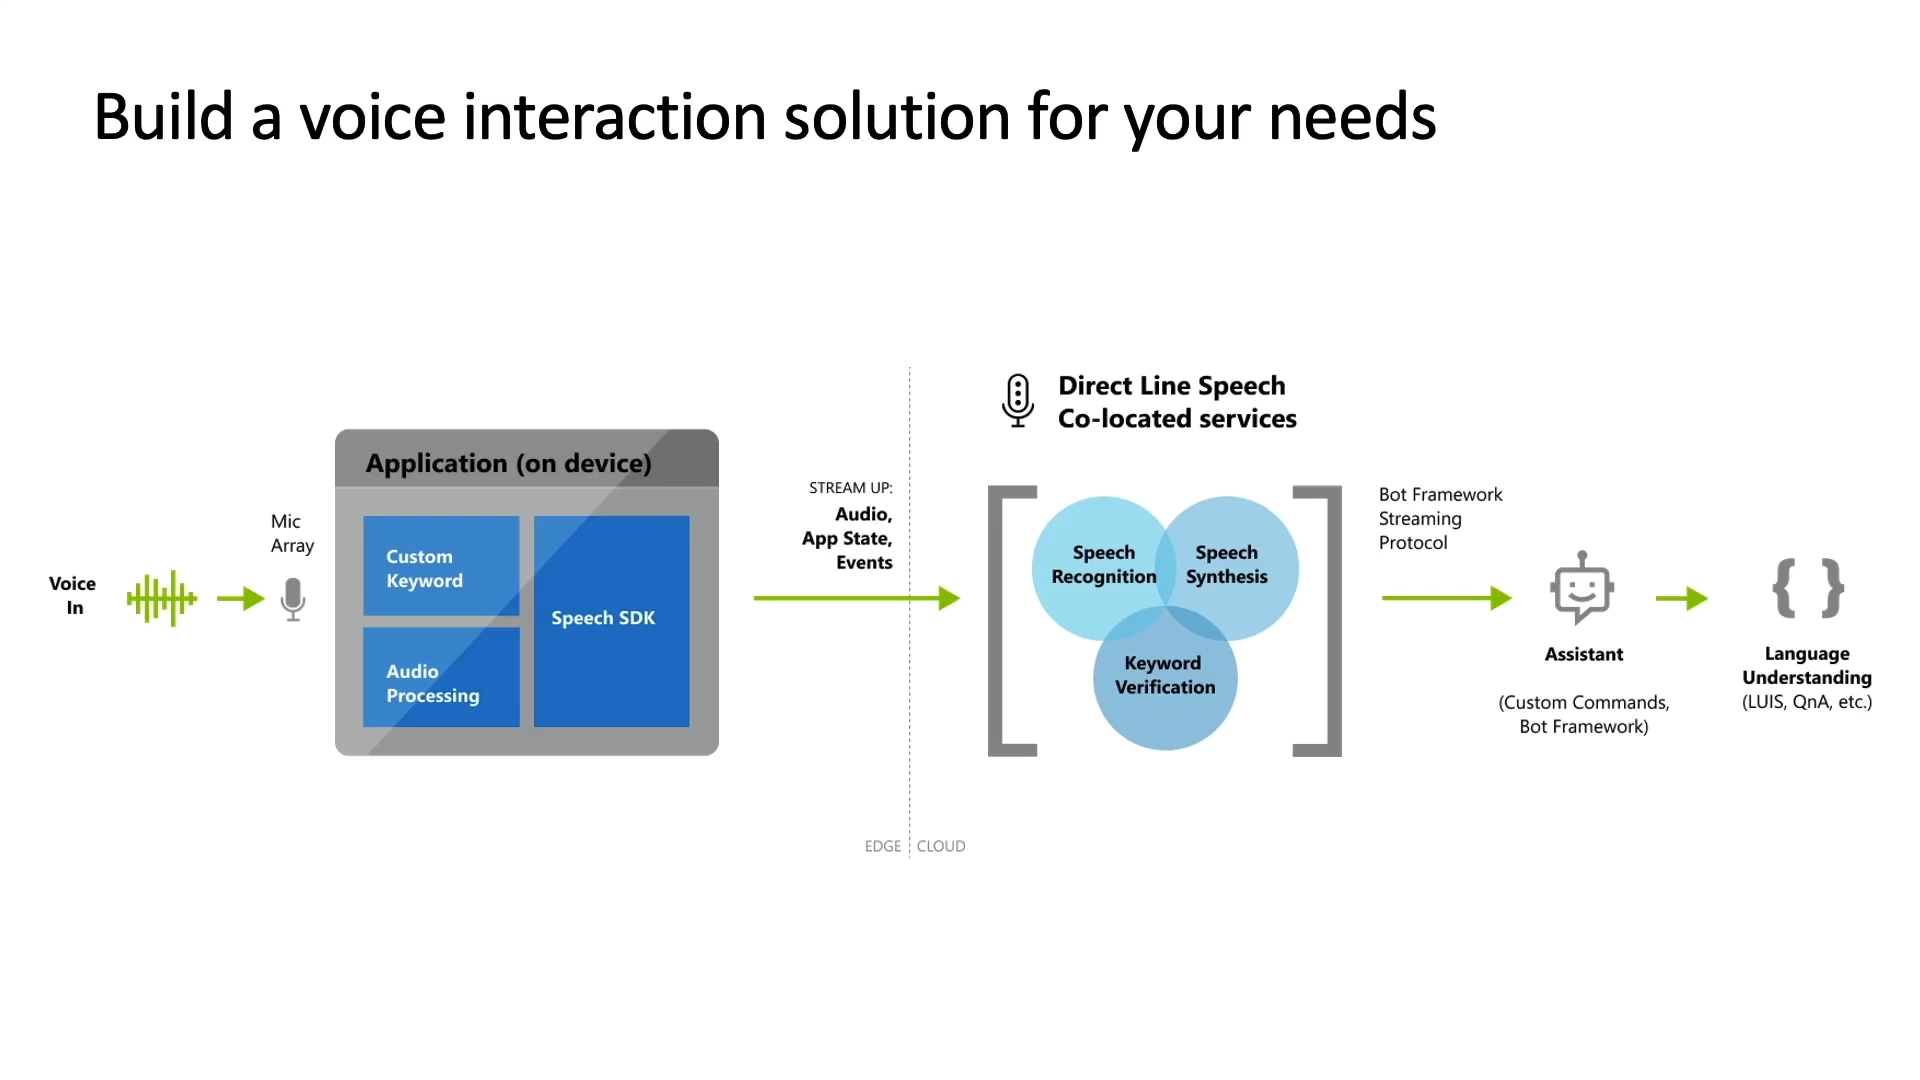 Build a voice interaction solution for your needs
Voice
In
Mic
Array
Application (on device)
Custom
Keyword
Audio
Processing
Speech SDK
STREAM UP:
Audio,
App State,
Events
EDGE
CLOUD
Direct Line Speech
Co-located services
Speech
Recognition
Speech
Synthesis
Keyword
Verification
Bot Framework
Streaming
Protocol
Assistant
(Custom Commands,
Bot Framework)
Language
Understanding
(LUIS, QnA, etc.)